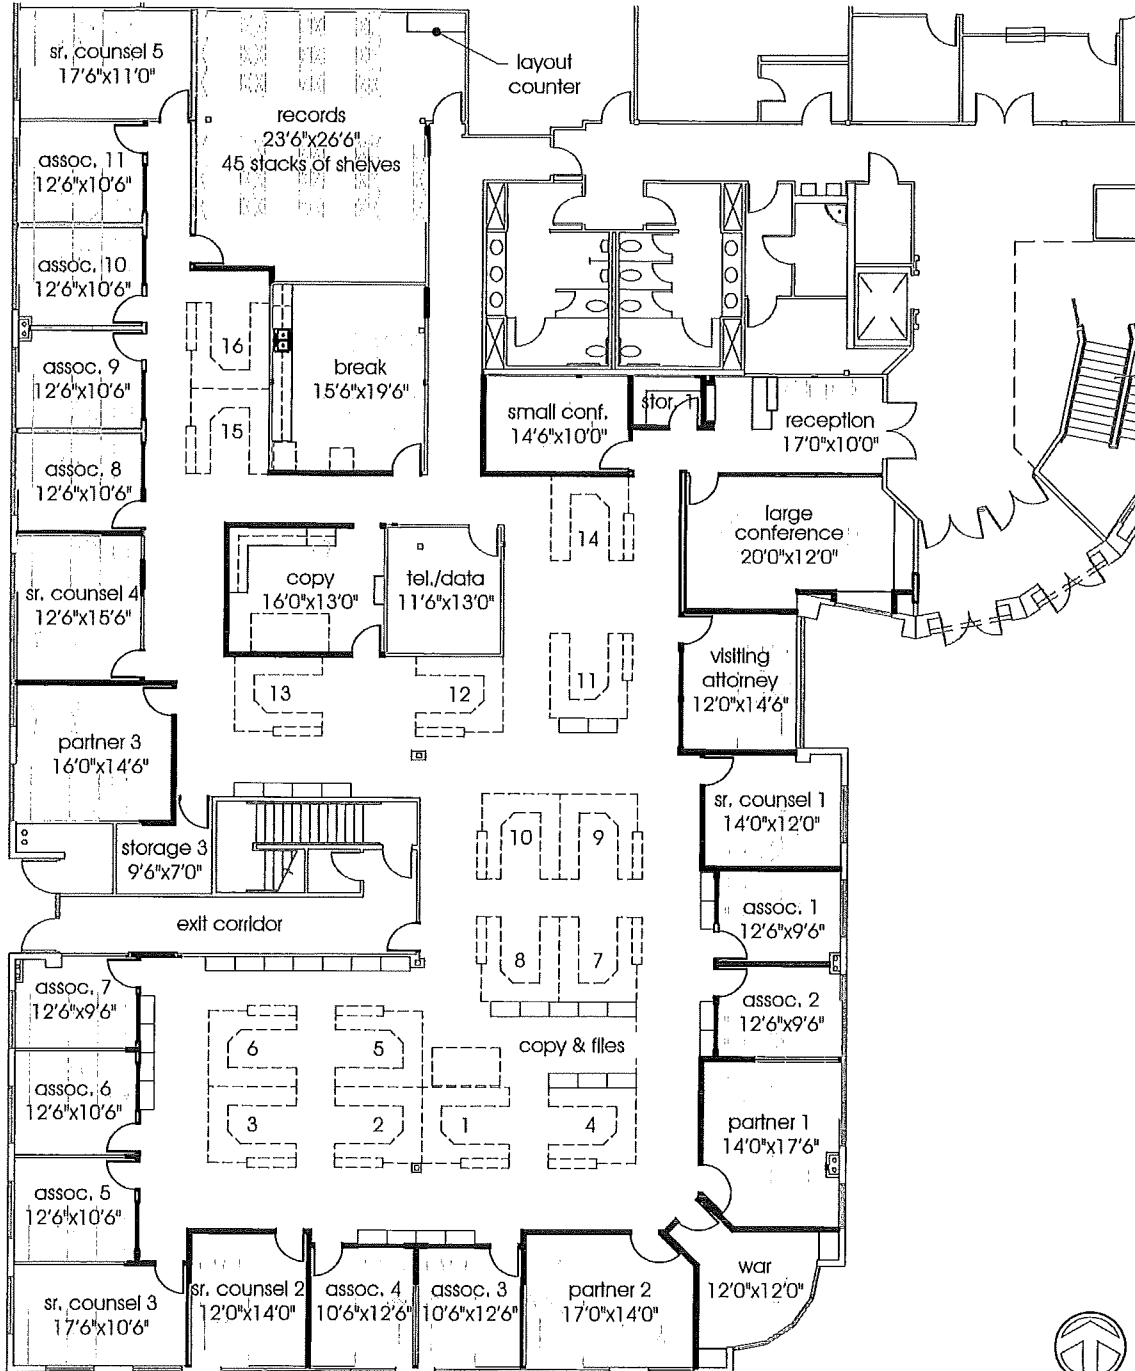 sr. counsel 5
17'6"x11'0"
layout
counter
records
23'6"x26'6"
45 stacks of shelves
assoc. 11
12'6"x10'6"
assoc. 10
12'6"x10'6"
16
assoc. 9
12'6"x10'6"
break
15'6"x19'6"
small conf.
14'6"x10'0"
stor. 1
reception
17'0"x10'0"
15
assoc. 8
12'6"x10'6"
14
large
conference
20'0"x12'0"
copy
16'0"x13'0"
tel./data
11'6"x13'0"
sr. counsel 4
12'6"x15'6"
13
12
11
visiting
attorney
12'0"x14'6"
partner 3
16'0"x14'6"
sr. counsel 1
14'0"x12'0"
10
9
storage 3
9'6"x7'0"
assoc. 1
12'6"x9'6"
exit corridor
8
7
assoc. 7
12'6"x9'6"
assoc. 2
12'6"x9'6"
6
5
copy & files
assoc. 6
12'6"x10'6"
3
2
1
4
partner 1
14'0"x17'6"
assoc. 5
12'6"x10'6"
sr. counsel 3
17'6"x10'6"
sr. counsel 2
12'0"x14'0"
assoc. 4
10'6"x12'6"
assoc. 3
10'6"x12'6"
partner 2
17'0"x14'0"
war
12'0"x12'0"